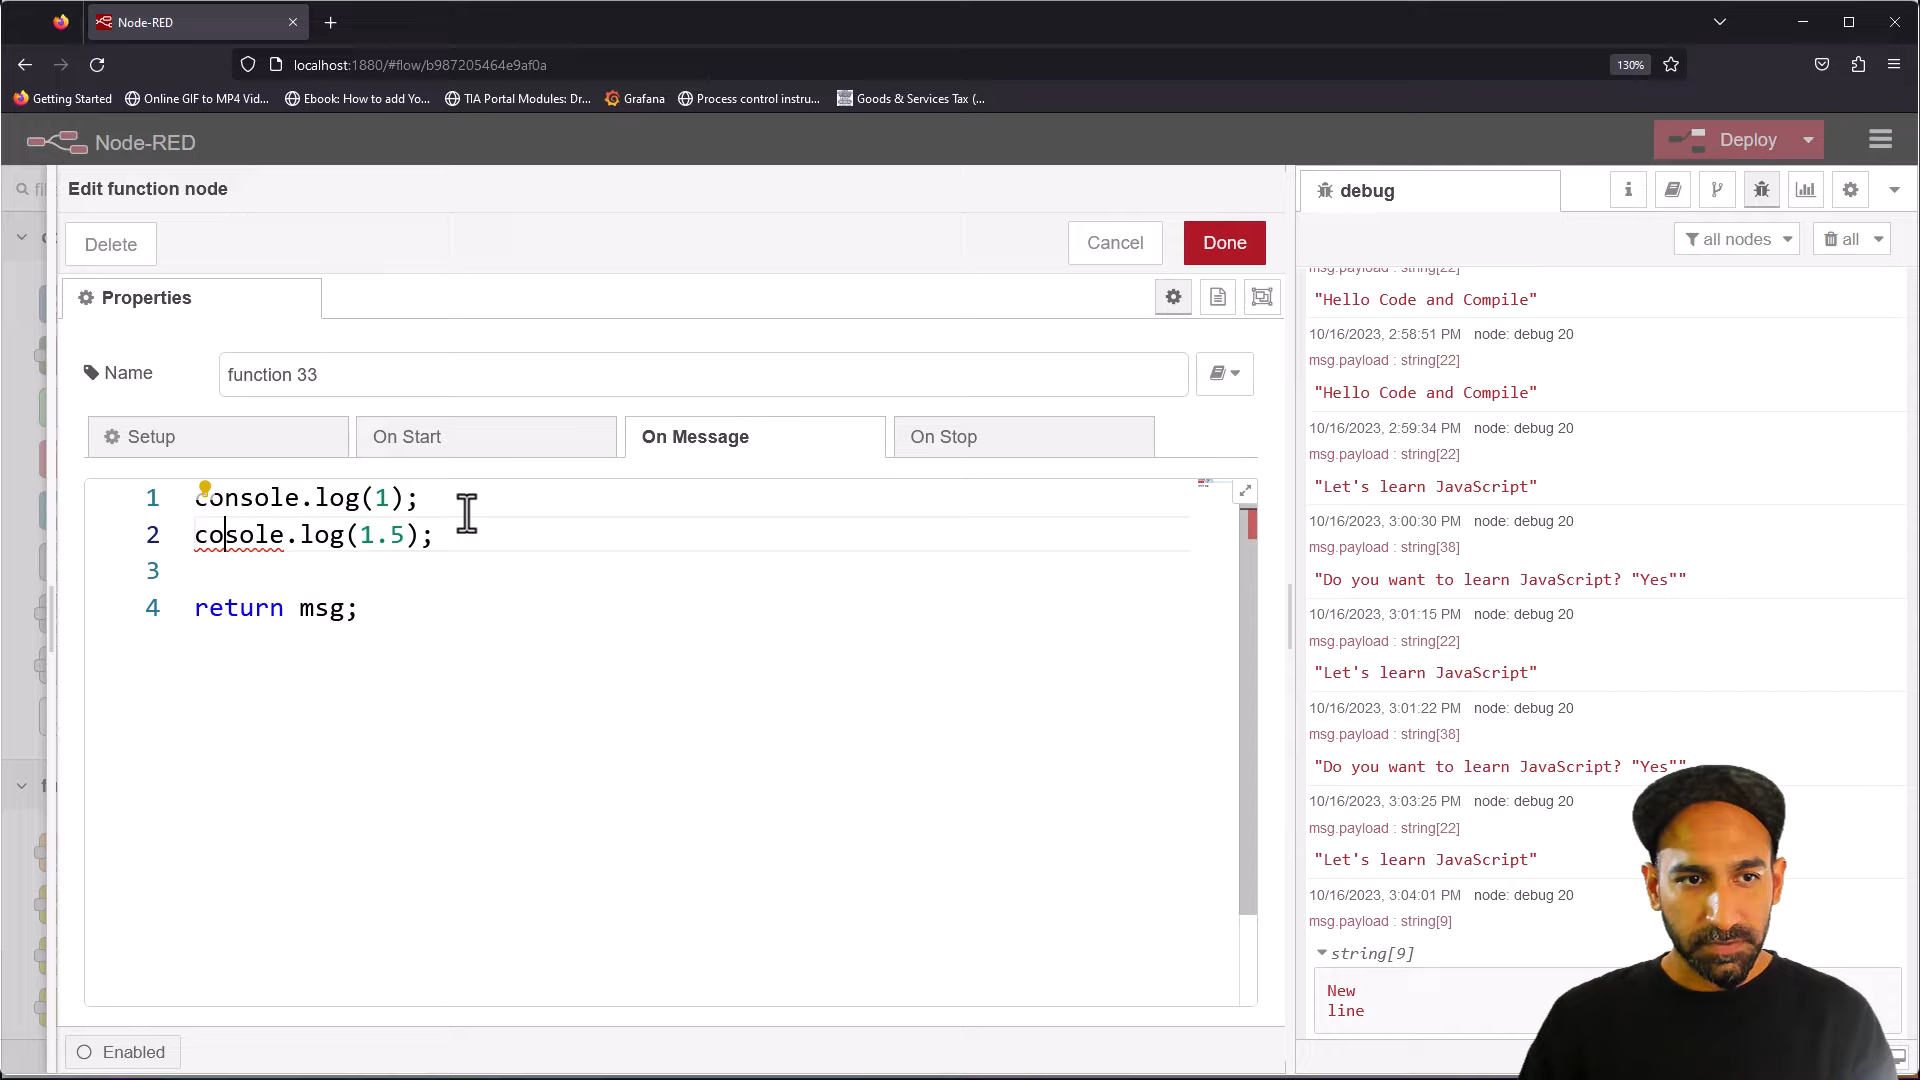 Node-RED
localhost:1880/#flow/b987205464e9af0a
130%
Getting Started
Online GIF to MP4 Vid...
Ebook: How to add Yo...
TIA Portal Modules: Dr...
Grafana
Process control instru...
Goods & Services Tax (...
Node-RED
Deploy
Edit function node
Delete
Cancel
Done
Properties
Name
function 33
Setup
On Start
On Message
On Stop
1 console.log(1);
2 cosole.log(1.5);
3
4 return msg;
Enabled
debug
all nodes
all
msg.payload : string[22]
"Hello Code and Compile"
10/16/2023, 2:58:51 PM node: debug 20
msg.payload : string[22]
"Hello Code and Compile"
10/16/2023, 2:59:34 PM node: debug 20
msg.payload : string[22]
"Let's learn JavaScript"
10/16/2023, 3:00:30 PM node: debug 20
msg.payload : string[38]
"Do you want to learn JavaScript? "Yes""
10/16/2023, 3:01:15 PM node: debug 20
msg.payload : string[22]
"Let's learn JavaScript"
10/16/2023, 3:01:22 PM node: debug 20
msg.payload : string[38]
"Do you want to learn JavaScript? "Yes""
10/16/2023, 3:03:25 PM node: debug 20
msg.payload : string[22]
"Let's learn JavaScript"
10/16/2023, 3:04:01 PM node: debug 20
msg.payload : string[9]
string[9]
New
line